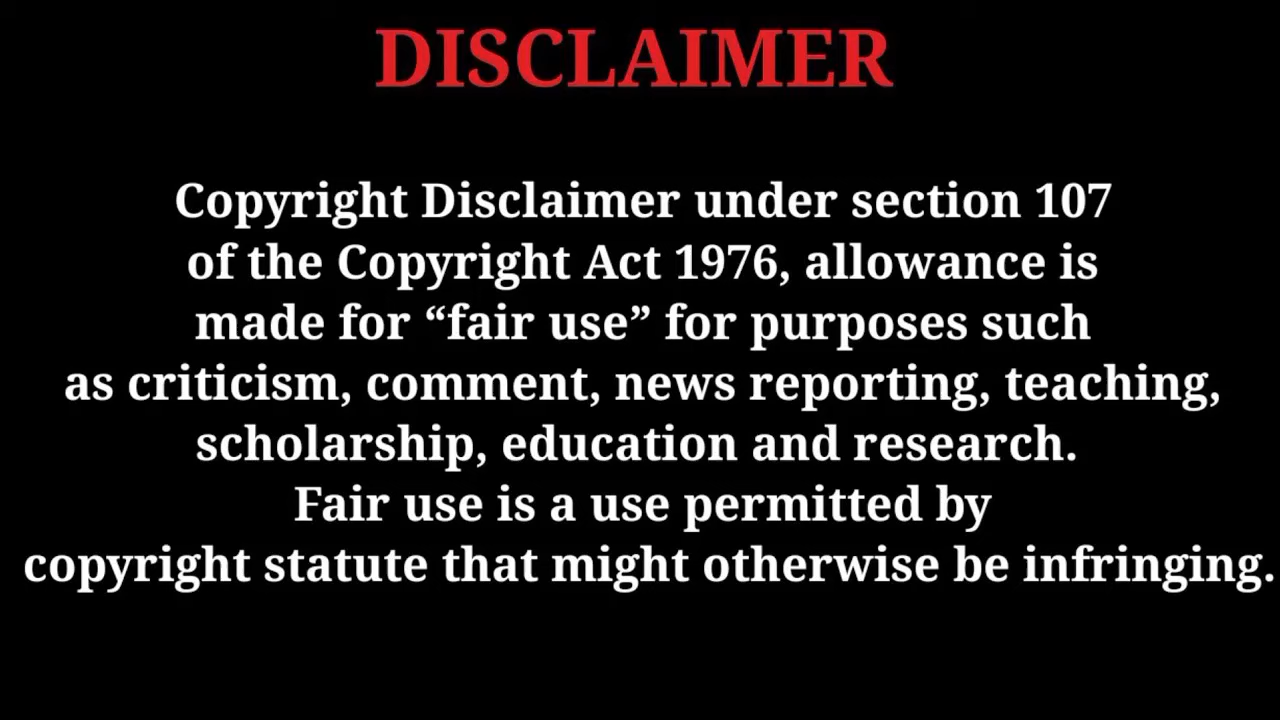 DISCLAIMER
Copyright Disclaimer under section 107
of the Copyright Act 1976, allowance is
made for “fair use” for purposes such
as criticism, comment, news reporting, teaching,
scholarship, education and research.
Fair use is a use permitted by
copyright statute that might otherwise be infringing.